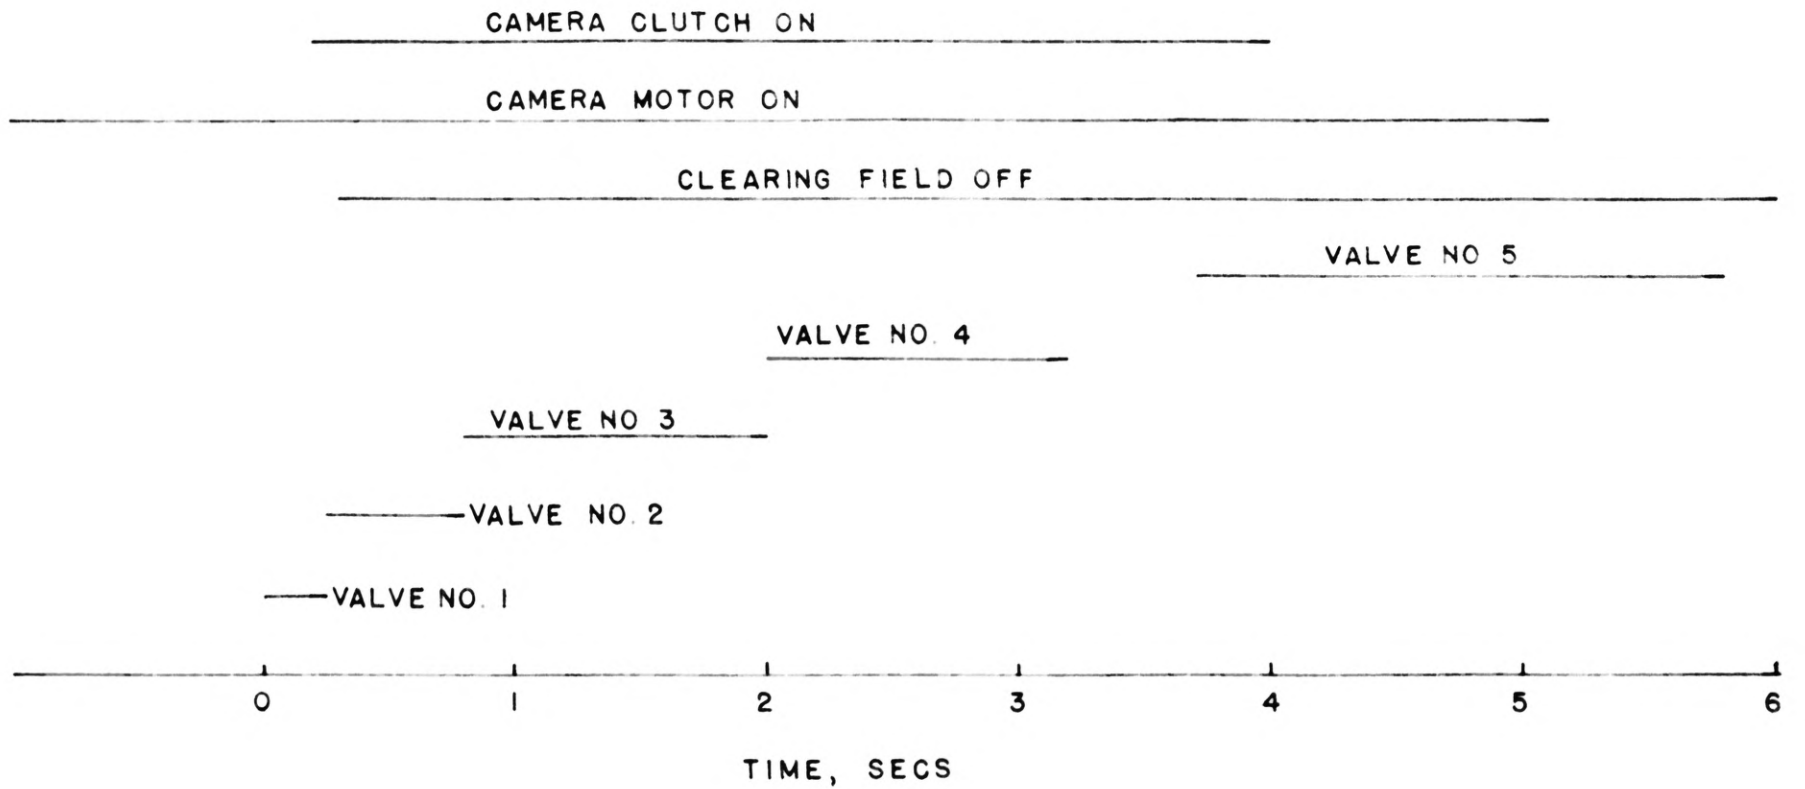 CAMERA CLUTCH ON
CAMERA MOTOR ON
CLEARING FIELD OFF
VALVE NO 5
VALVE NO. 4
VALVE NO 3
VALVE NO. 2
VALVE NO. 1
0 1 2 3 4 5 6
TIME, SECS